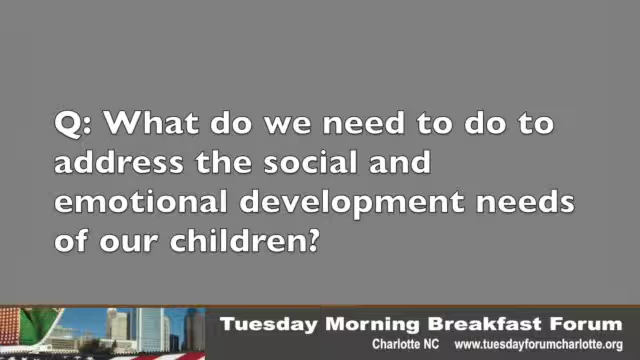 Q: What do we need to do to
address the social and
emotional development needs
of our children?
Tuesday Morning Breakfast Forum
Charlotte NC www.tuesdayforumcharlotte.org